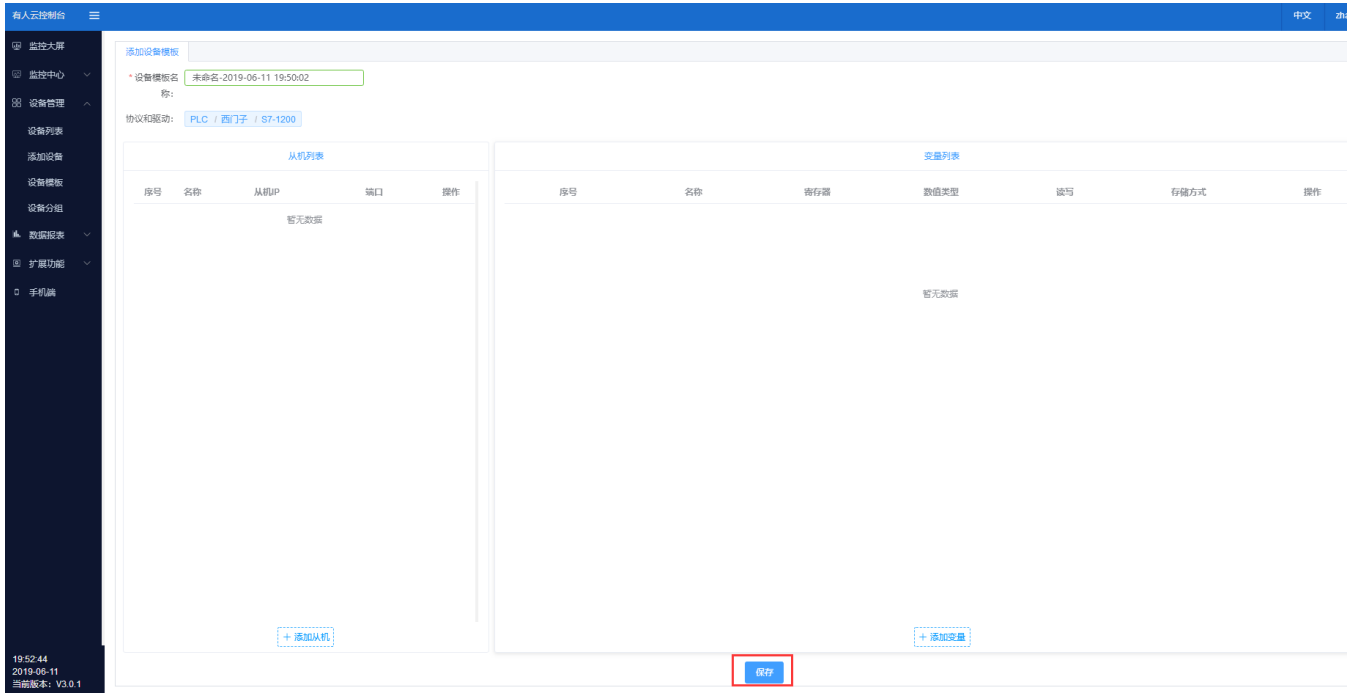 有人云控制台
中文
zha
监控大屏
监控中心
设备管理
设备列表
添加设备
设备模板
设备分组
数据报表
扩展功能
手机端
19:52:44
2019-06-11
当前版本：V3.0.1
添加设备模板
*设备模板名称：
未命名-2019-06-11 19:50:02
协议和驱动：
PLC / 西门子 / S7-1200
从机列表
序号 名称 从机IP 端口 操作
暂无数据
+ 添加从机
变量列表
序号 名称 寄存器 数值类型 读写 存储方式 操作
暂无数据
+ 添加变量
保存